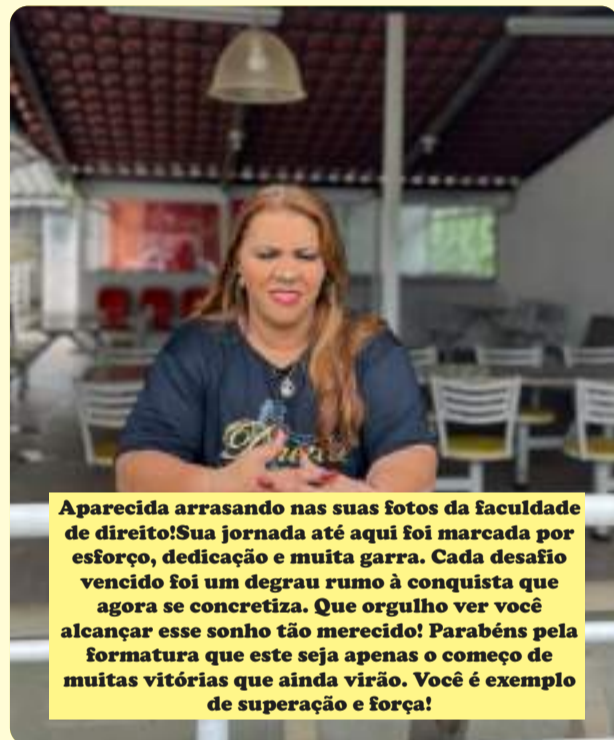 Aparecida arrasando nas suas fotos da faculdade
de direito!Sua jornada até aqui foi marcada por
esforço, dedicação e muita garra. Cada desafio
vencido foi um degrau rumo à conquista que
agora se concretiza. Que orgulho ver você
alcançar esse sonho tão merecido! Parabéns pela
formatura que este seja apenas o começo de
muitas vitórias que ainda virão. Você é exemplo
de superação e força!